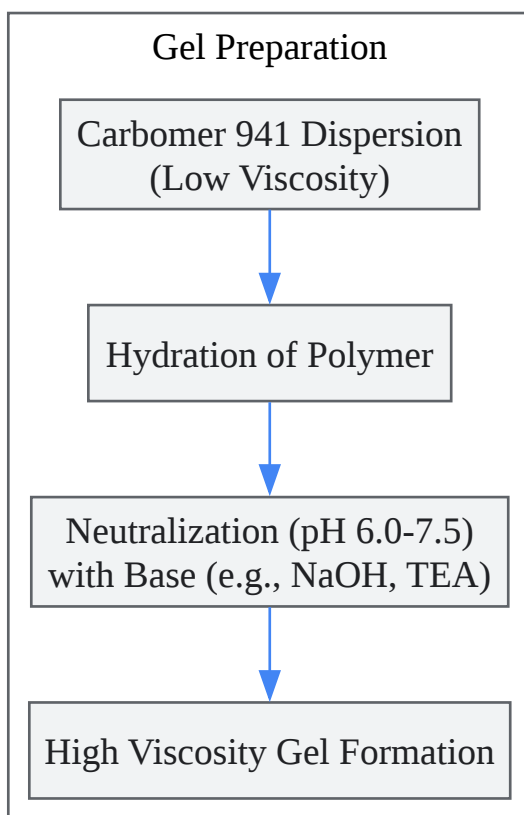 Gel Preparation
Carbomer 941 Dispersion
(Low Viscosity)
Hydration of Polymer
Neutralization (pH 6.0-7.5)
with Base (e.g., NaOH, TEA)
High Viscosity Gel Formation